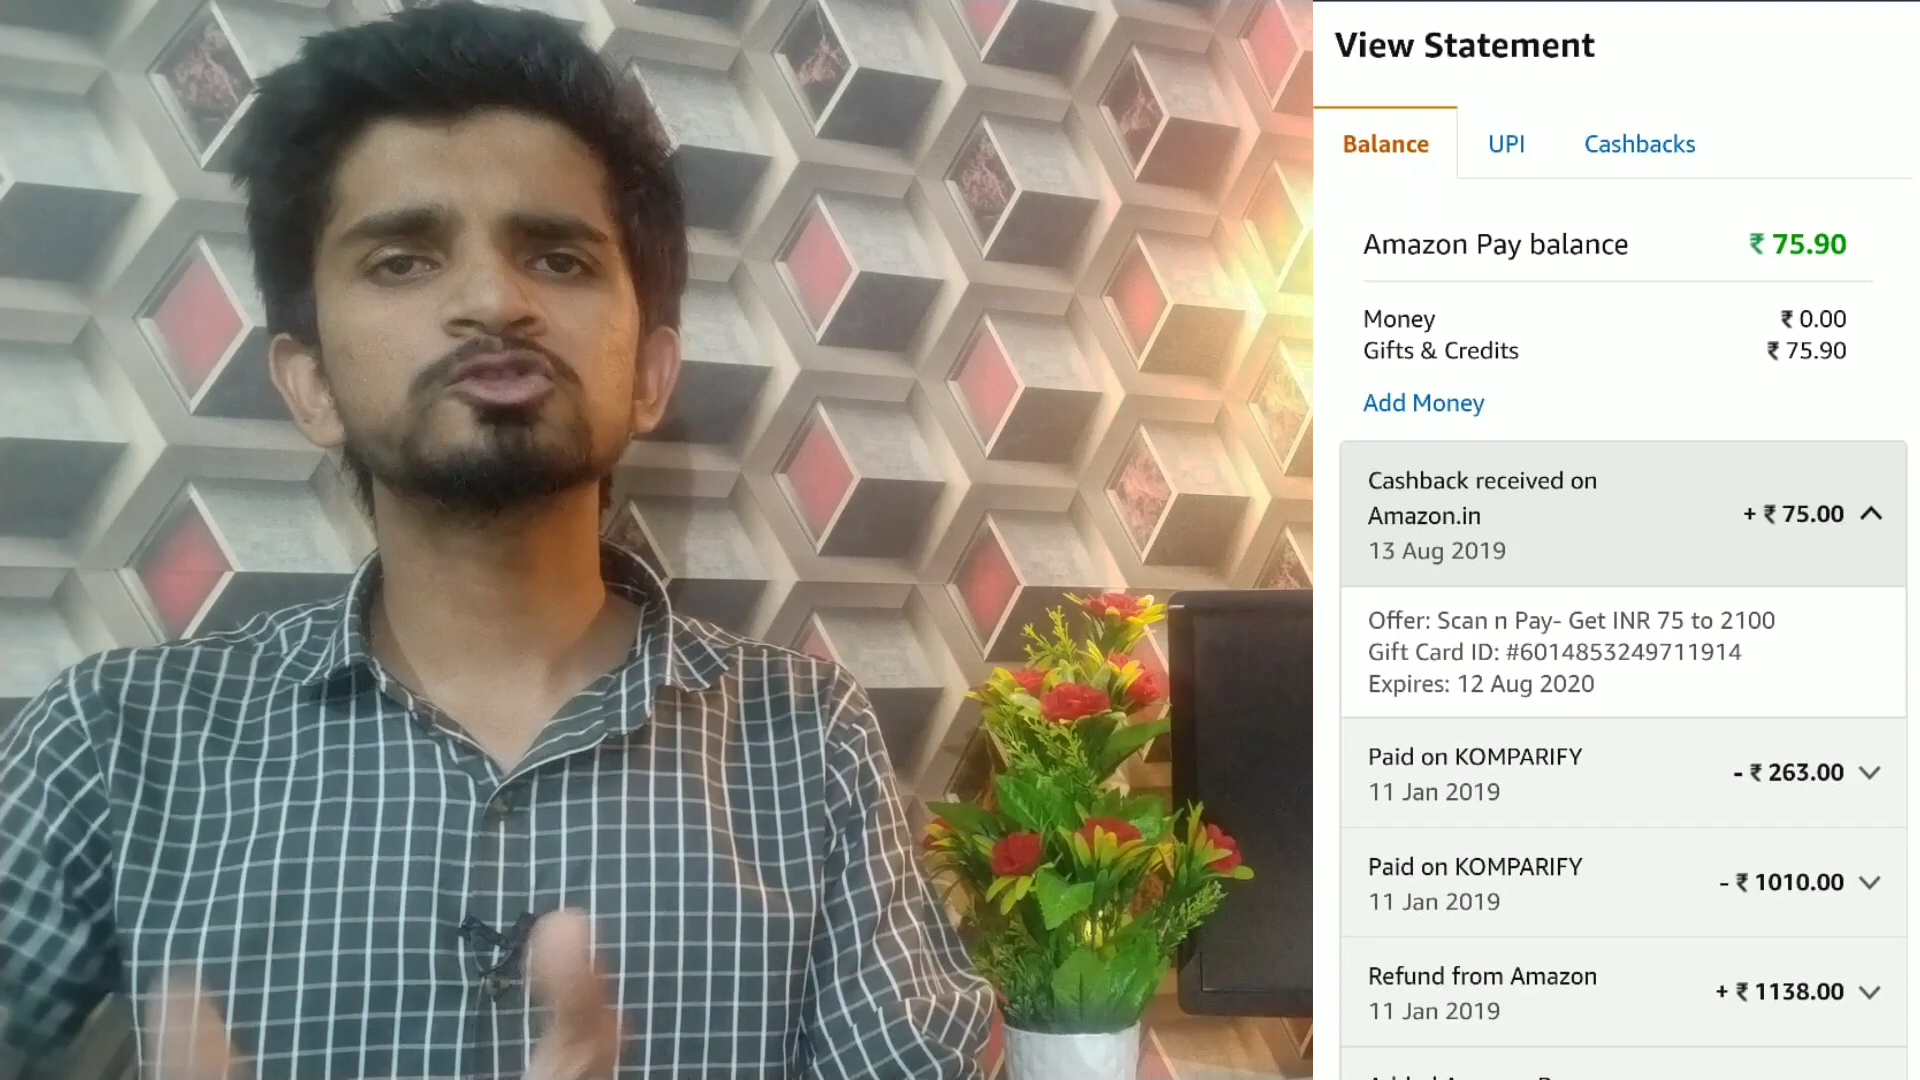 View Statement
Balance UPI Cashbacks
Amazon Pay balance ₹ 75.90
Money ₹ 0.00
Gifts & Credits ₹ 75.90
Add Money
Cashback received on
Amazon.in + ₹ 75.00
13 Aug 2019
Offer: Scan n Pay- Get INR 75 to 2100
Gift Card ID: #6014853249711914
Expires: 12 Aug 2020
Paid on KOMPARIFY - ₹ 263.00
11 Jan 2019
Paid on KOMPARIFY - ₹ 1010.00
11 Jan 2019
Refund from Amazon + ₹ 1138.00
11 Jan 2019